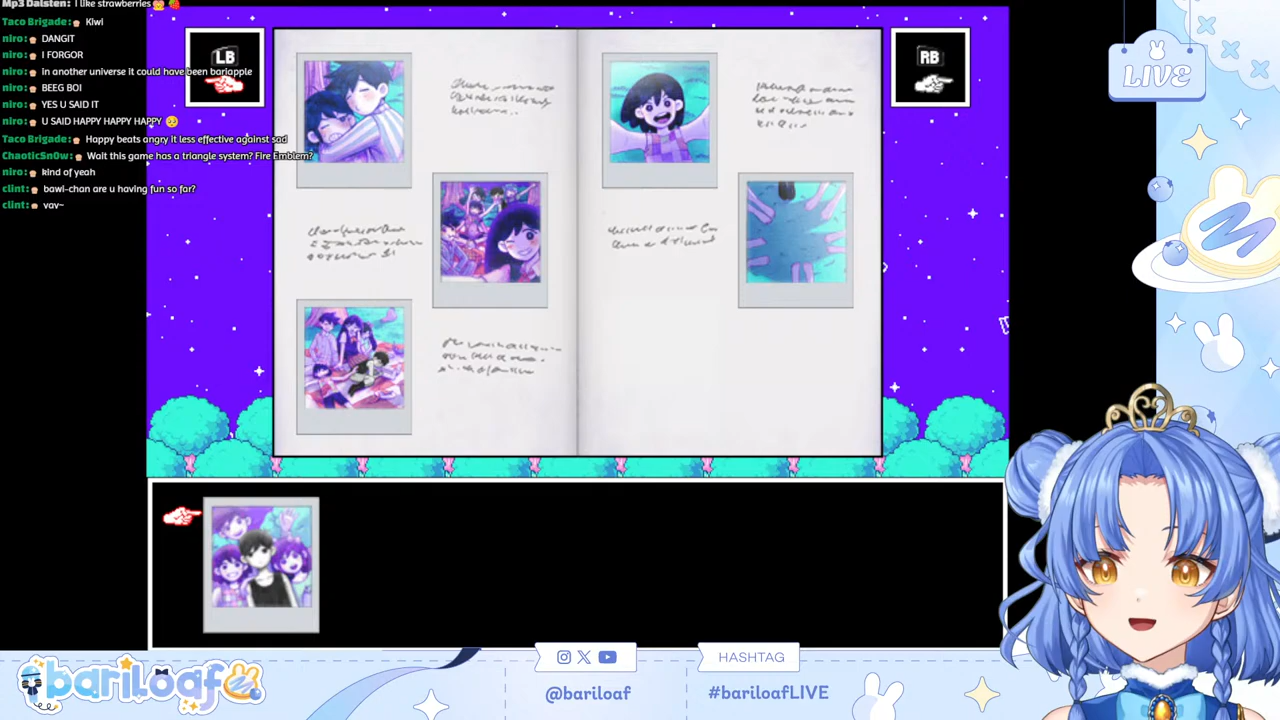 Mp3 Dalsten: I like strawberries
Taco Brigade: Kiwi
niro: DANGIT
niro: I FORGOR
niro: in another universe it could have been bariapple
niro: BEEG BOI
niro: YES U SAID IT
niro: U SAID HAPPY HAPPY HAPPY
Taco Brigade: Happy beats angry it less effective against sad
ChaoticSn0w: Wait this game has a triangle system? Fire Emblem?
niro: kind of yeah
clint: bawi-chan are u having fun so far?
clint: yay~
LB
RB
LIVE
bariloaf
@bariloaf
HASHTAG
#bariloafLIVE